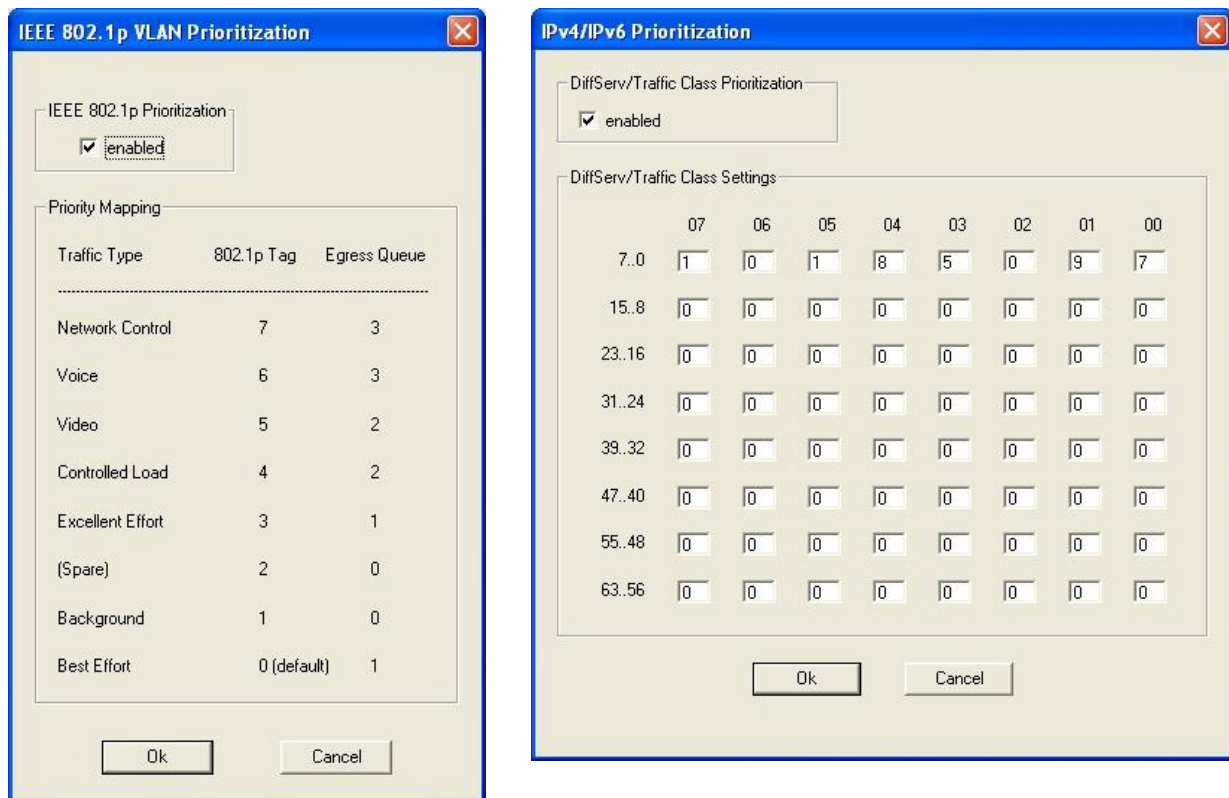 IEEE 802.1p VLAN Prioritization
IEEE 802.1p Prioritization
enabled
Priority Mapping
Traffic Type 802.1p Tag Egress Queue
Network Control 7 3
Voice 6 3
Video 5 2
Controlled Load 4 2
Excellent Effort 3 1
(Spare) 2 0
Background 1 0
Best Effort 0 (default) 1
Ok Cancel
IPv4/IPv6 Prioritization
DiffServ/Traffic Class Prioritization
enabled
DiffServ/Traffic Class Settings
07 06 05 04 03 02 01 00
7..0 1 0 1 8 5 0 9 7
15..8 0 0 0 0 0 0 0 0
23..16 0 0 0 0 0 0 0 0
31..24 0 0 0 0 0 0 0 0
39..32 0 0 0 0 0 0 0 0
47..40 0 0 0 0 0 0 0 0
55..48 0 0 0 0 0 0 0 0
63..56 0 0 0 0 0 0 0 0
Ok Cancel